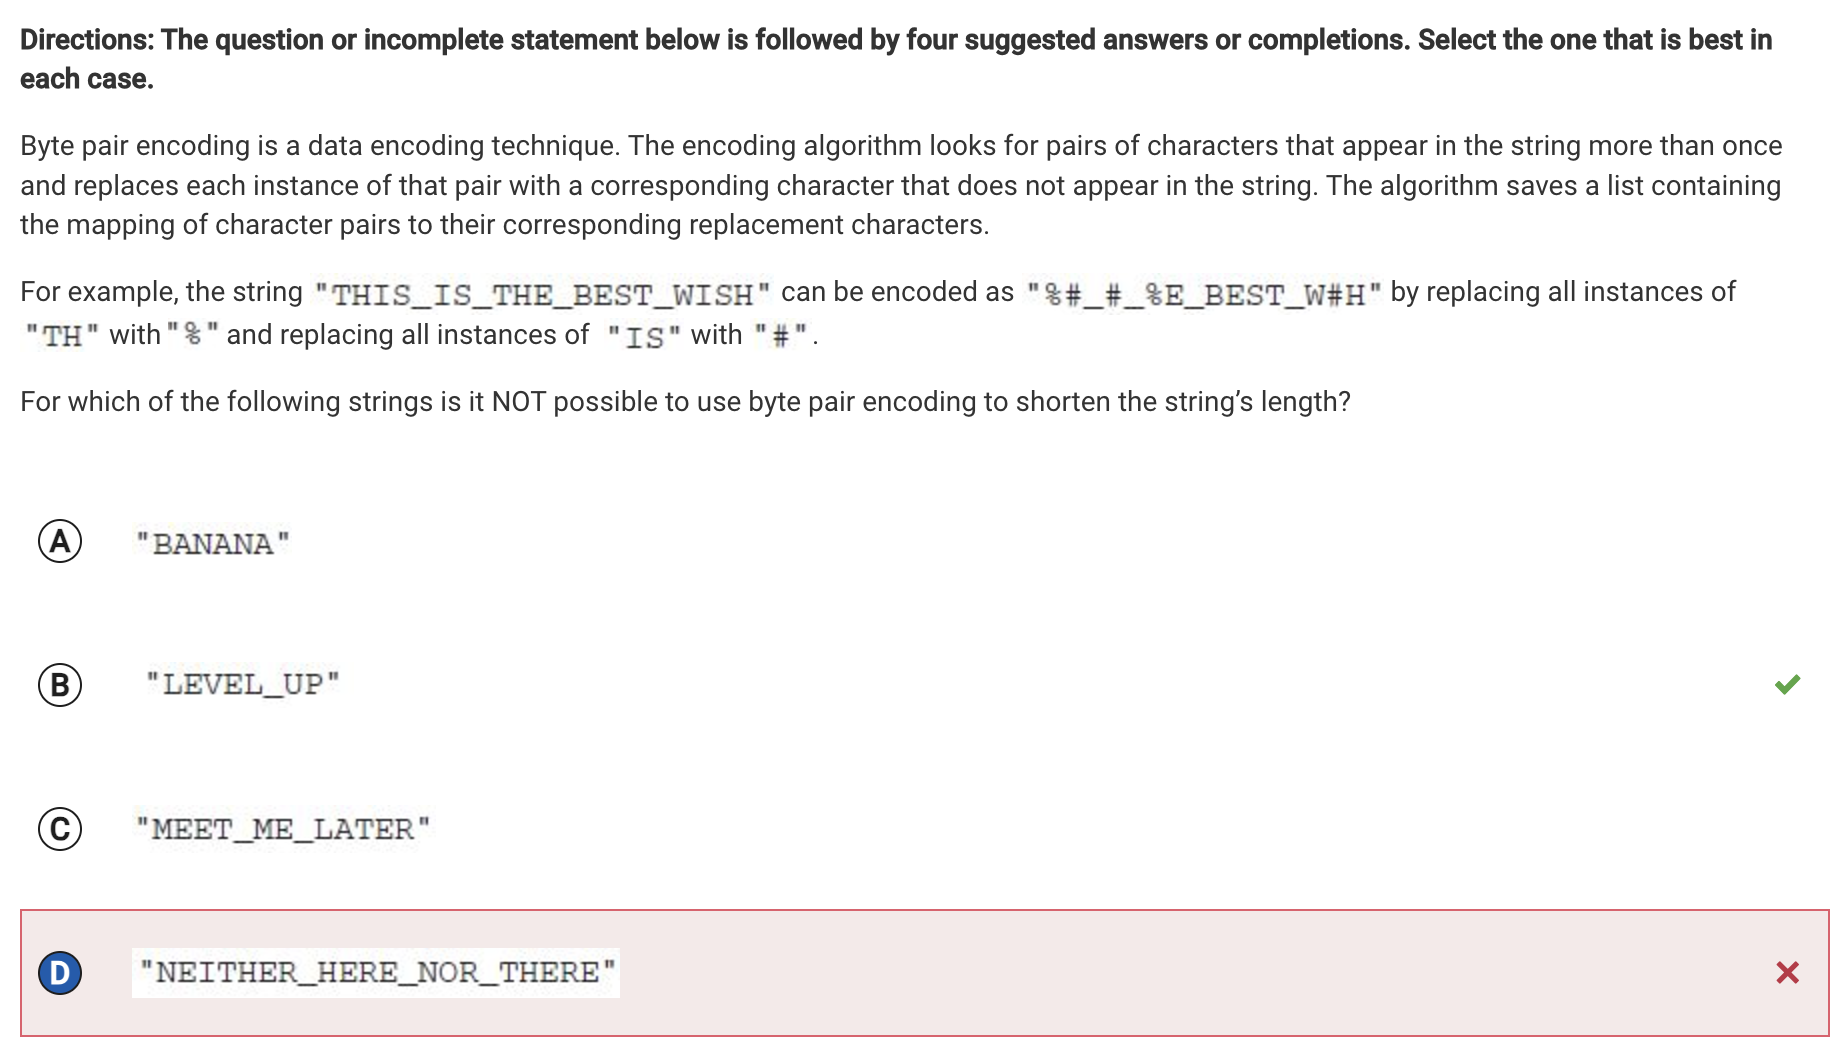 Directions: The question or incomplete statement below is followed by four suggested answers or completions. Select the one that is best in
each case.
Byte pair encoding is a data encoding technique. The encoding algorithm looks for pairs of characters that appear in the string more than once
and replaces each instance of that pair with a corresponding character that does not appear in the string. The algorithm saves a list containing
the mapping of character pairs to their corresponding replacement characters.
For example, the string "THIS_IS_THE_BEST_WISH" can be encoded as "%#_#_%E_BEST_W#H" by replacing all instances of
"TH" with "%" and replacing all instances of "IS" with "#".
For which of the following strings is it NOT possible to use byte pair encoding to shorten the string’s length?
A "BANANA"
B "LEVEL_UP"
C "MEET_ME_LATER"
D "NEITHER_HERE_NOR_THERE"